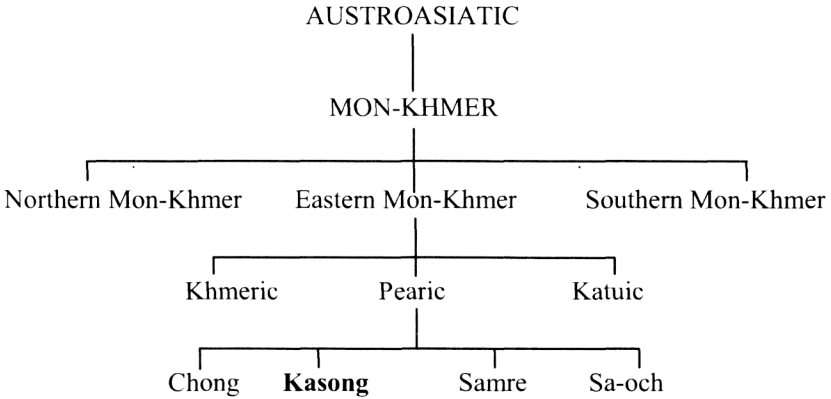 AUSTROASIATIC
MON-KHMER
Northern Mon-Khmer Eastern Mon-Khmer Southern Mon-Khmer
Khmeric Pearic Katuic
Chong Kasong Samre Sa-och